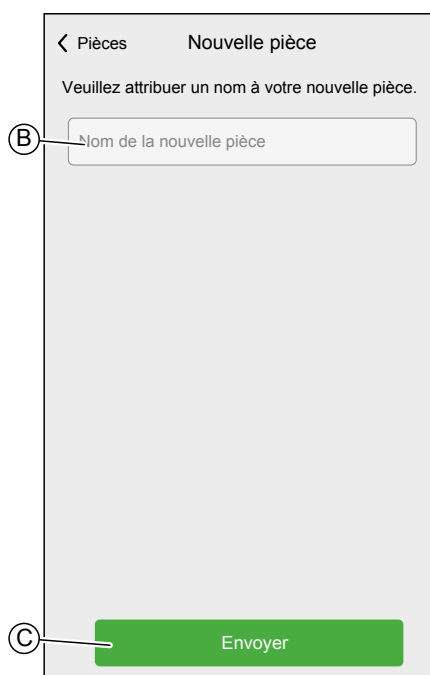 Pièces
Nouvelle pièce
Veuillez attribuer un nom à votre nouvelle pièce.
B
Nom de la nouvelle pièce
C
Envoyer